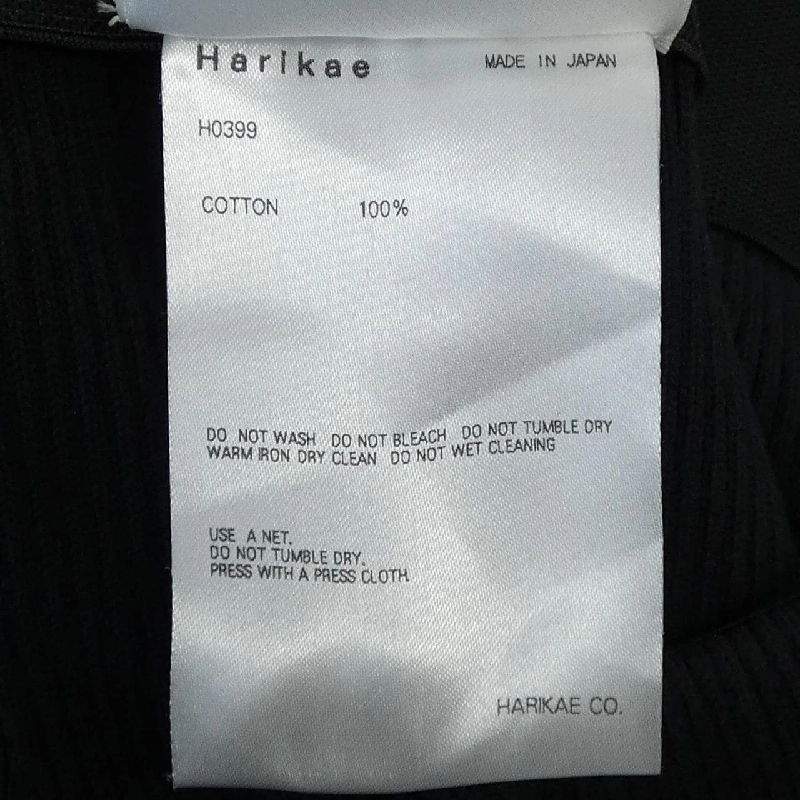 Harikae MADE IN JAPAN
H0399
COTTON 100%
DO NOT WASH DO NOT BLEACH DO NOT TUMBLE DRY
WARM IRON DRY CLEAN DO NOT WET CLEANING
USE A NET.
DO NOT TUMBLE DRY.
PRESS WITH A PRESS CLOTH
HARIKAE CO.